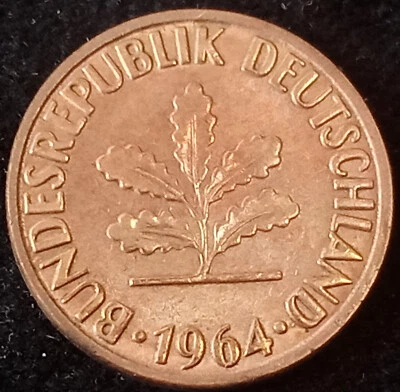 BUNDESREPUBLIK DEUTSCHLAND
· 1964 ·